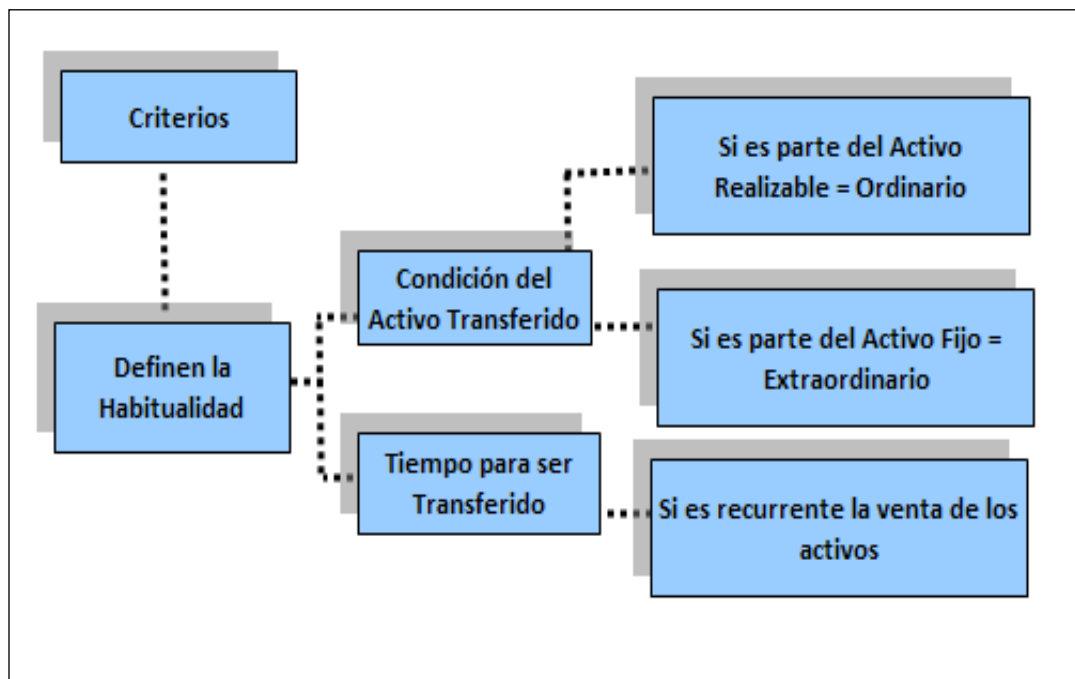 Criterios
Definen la
Habitualidad
Condición del
Activo Transferido
Tiempo para ser
Transferido
Si es parte del Activo
Realizable = Ordinario
Si es parte del Activo Fijo =
Extraordinario
Si es recurrente la venta de los
activos